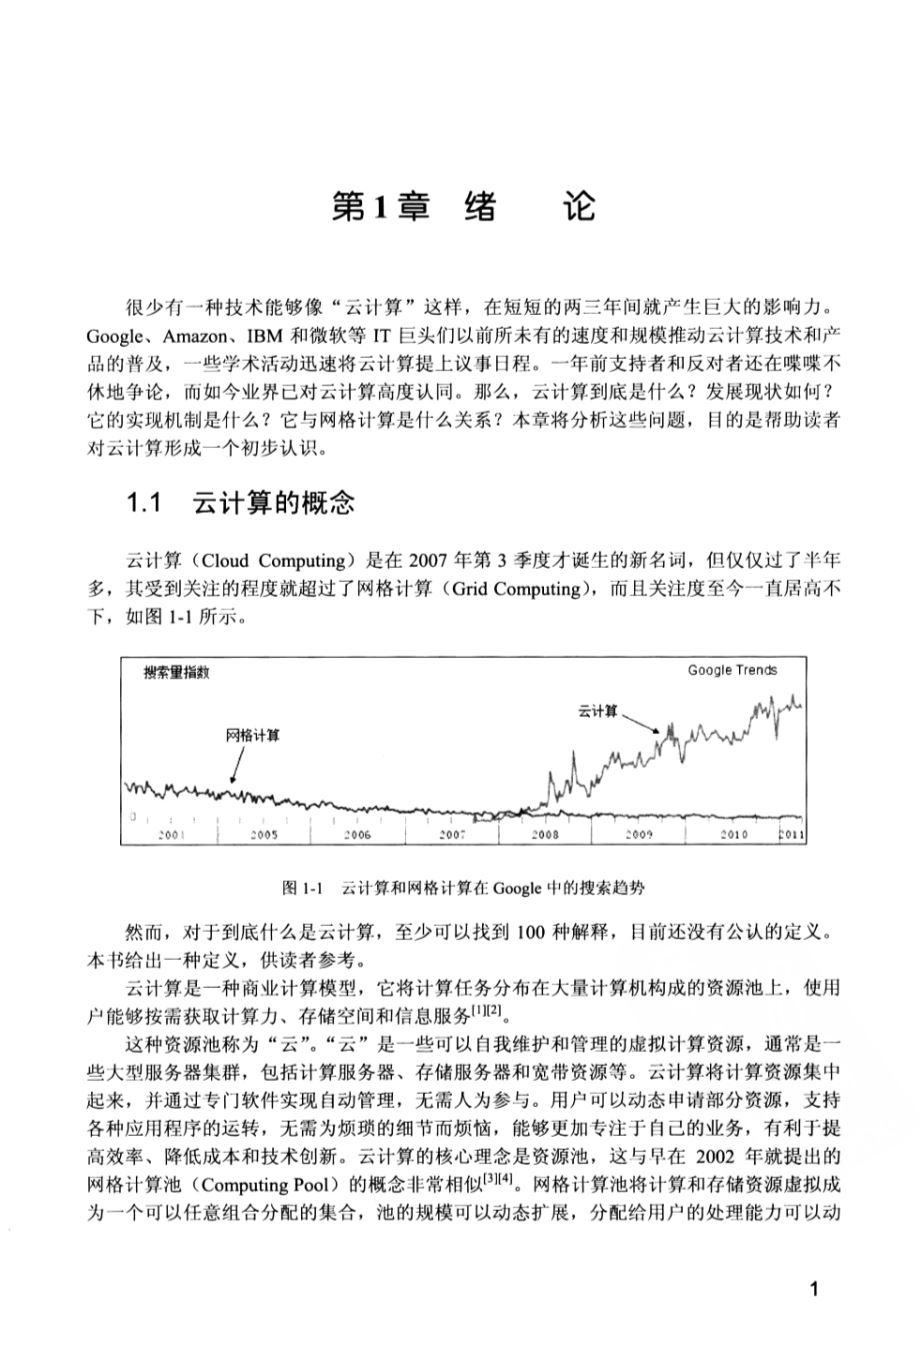 第1章 绪 论
很少有一种技术能够像“云计算”这样，在短短的两三年间就产生巨大的影响力。
Google、Amazon、IBM 和微软等 IT 巨头们以前所未有的速度和规模推动云计算技术和产
品的普及，一些学术活动迅速将云计算提上议事日程。一年前支持者和反对者还在喋喋不
休地争论，而如今业界已对云计算高度认同。那么，云计算到底是什么？发展现状如何？
它的实现机制是什么？它与网格计算是什么关系？本章将分析这些问题，目的是帮助读者
对云计算形成一个初步认识。
1.1 云计算的概念
云计算（Cloud Computing）是在 2007 年第 3 季度才诞生的新名词，但仅仅过了半年
多，其受到关注的程度就超过了网格计算（Grid Computing），而且关注度至今一直居高不
下，如图 1-1 所示。
搜索量指数 Google Trends
云计算
网格计算
0
2001 2005 2006 2007 2008 2009 2010 2011
图 1-1 云计算和网格计算在 Google 中的搜索趋势
然而，对于到底什么是云计算，至少可以找到 100 种解释，目前还没有公认的定义。
本书给出一种定义，供读者参考。
云计算是一种商业计算模型，它将计算任务分布在大量计算机构成的资源池上，使用
户能够按需获取计算力、存储空间和信息服务[1][2]。
这种资源池称为“云”。“云”是一些可以自我维护和管理的虚拟计算资源，通常是一
些大型服务器集群，包括计算服务器、存储服务器和宽带资源等。云计算将计算资源集中
起来，并通过专门软件实现自动管理，无需人为参与。用户可以动态申请部分资源，支持
各种应用程序的运转，无需为烦琐的细节而烦恼，能够更加专注于自己的业务，有利于提
高效率、降低成本和技术创新。云计算的核心理念是资源池，这与早在 2002 年就提出的
网格计算池（Computing Pool）的概念非常相似[3][4]。网格计算池将计算和存储资源虚拟成
为一个可以任意组合分配的集合，池的规模可以动态扩展，分配给用户的处理能力可以动
1